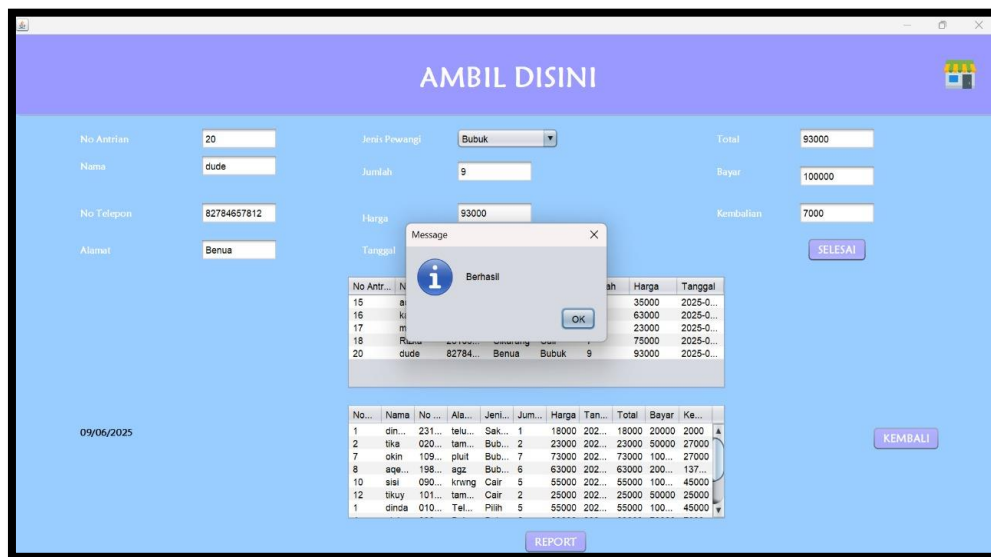 AMBIL DISINI
No Antrian 20 Jenis Pewangi Bubuk Total 93000
Nama dude Jumlah 9 Bayar 100000
No Telepon 82784657812 Harga 93000 Kembalian 7000
Alamat Benua Tanggal SELESAI
Message
Berhasil
OK
No Antr... N ah Harga Tanggal
15 35000 2025-0...
16 63000 2025-0...
17 m 23000 2025-0...
18 75000 2025-0...
20 dude 82784... Benua Bubuk 9 93000 2025-0...
No... Nama No ... Ala... Jeni... Jum... Harga Tan... Total Bayar Ke...
1 din... 231... telu... Sak... 1 18000 202... 18000 20000 2000
2 tika 020... tam... Bub... 2 23000 202... 23000 50000 27000
7 okin 109... pluit Bub... 7 73000 202... 73000 100... 27000
8 aqe... 198... agz Bub... 6 63000 202... 63000 200... 137...
10 sisi 090... krwng Cair 5 55000 202... 55000 100... 45000
12 tikuy 101... tam... Cair 2 25000 202... 25000 50000 25000
1 dinda 010... Tel... Pilih 5 55000 202... 55000 100... 45000
09/06/2025
KEMBALI
REPORT